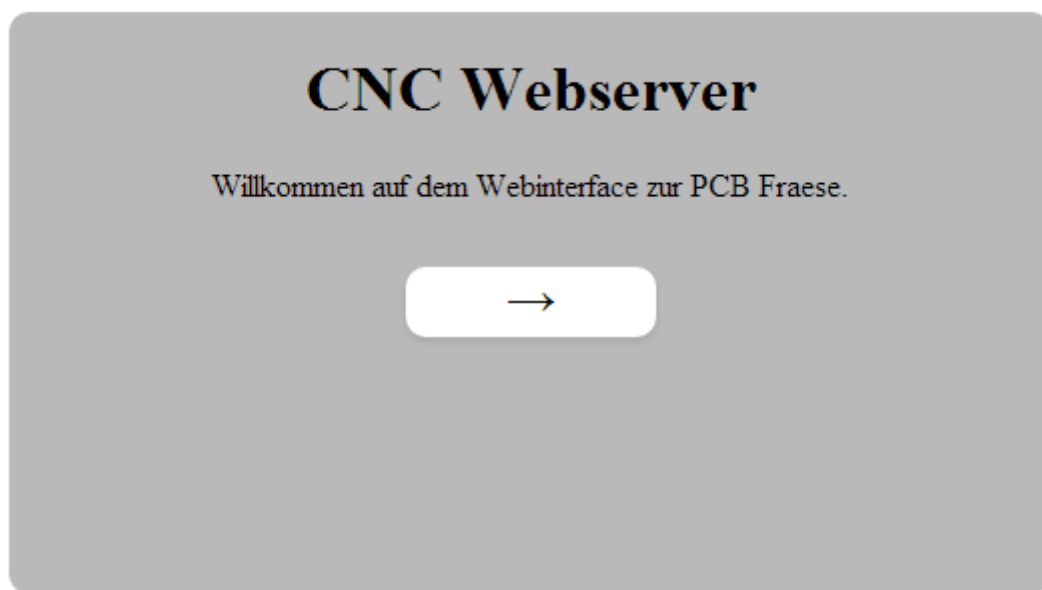 CNC Webserver
Willkommen auf dem Webinterface zur PCB Fraese.
→